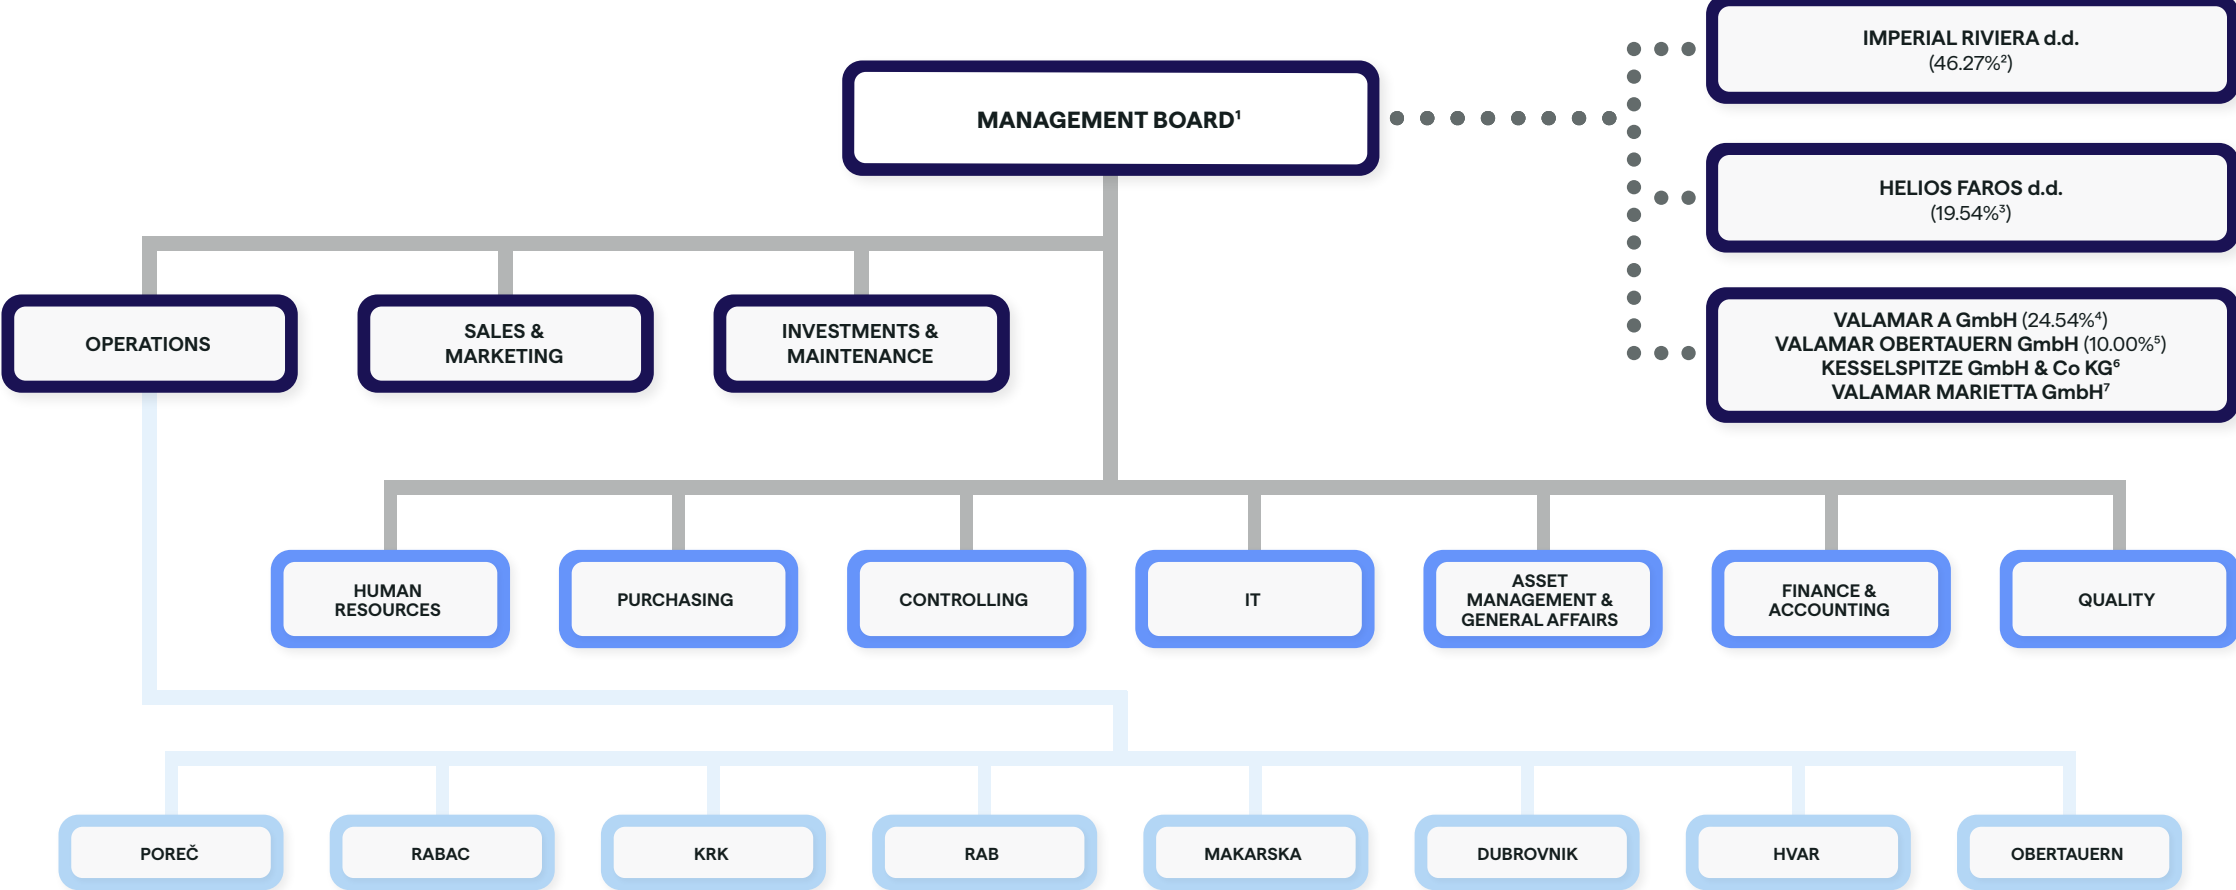 MANAGEMENT BOARD¹
IMPERIAL RIVIERA d.d.
(46.27%²)
HELIOS FAROS d.d.
(19.54%³)
VALAMAR A GmbH (24.54%⁴)
VALAMAR OBERTAUERN GmbH (10.00%⁵)
KESSELSPITZE GmbH & Co KG⁶
VALAMAR MARIETTA GmbH⁷
OPERATIONS
SALES &
MARKETING
INVESTMENTS &
MAINTENANCE
HUMAN
RESOURCES
PURCHASING
CONTROLLING
IT
ASSET
MANAGEMENT &
GENERAL AFFAIRS
FINANCE &
ACCOUNTING
QUALITY
POREČ
RABAC
KRK
RAB
MAKARSKA
DUBROVNIK
HVAR
OBERTAUERN